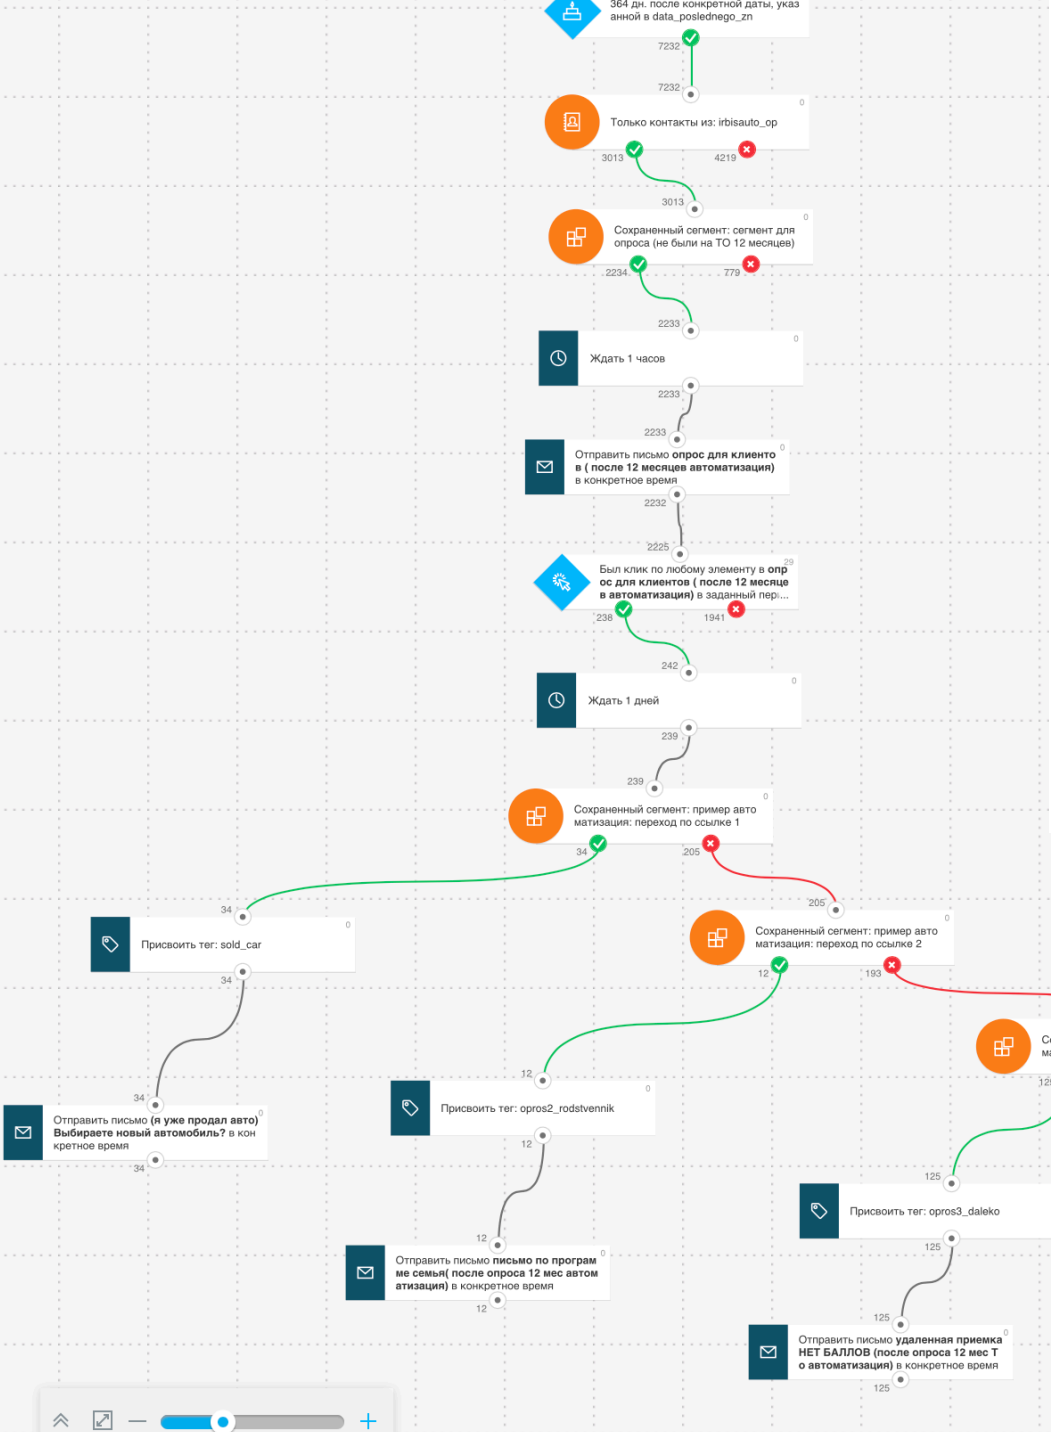 364 дн. после конкретной даты, указ
анной в data_poslednego_zn
7232
7232
0
Только контакты из: irbisauto_op
3013
4219
3013
0
Сохраненный сегмент: сегмент для
опроса (не были на ТО 12 месяцев)
2234
779
2233
0
Ждать 1 часов
2233
2233
0
Отправить письмо опрос для клиенто
в ( после 12 месяцев автоматизация)
в конкретное время
2232
2225
29
Был клик по любому элементу в опр
ос для клиентов ( после 12 месяце
в автоматизация) в заданный пери...
238
1941
242
0
Ждать 1 дней
239
239
0
Сохраненный сегмент: пример авто
матизация: переход по ссылке 1
34
205
34
0
Присвоить тег: sold_car
34
205
0
Сохраненный сегмент: пример авто
матизация: переход по ссылке 2
12
193
34
0
Отправить письмо (я уже продал авто)
Выбираете новый автомобиль? в кон
кретное время
34
12
0
Присвоить тег: opros2_rodstvennik
12
125
125
Присвоить тег: opros3_daleko
125
12
0
Отправить письмо письмо по програм
ме семья( после опроса 12 мес автом
атизация) в конкретное время
12
125
0
Отправить письмо удаленная приемка
НЕТ БАЛЛОВ (после опроса 12 мес Т
о автоматизация) в конкретное время
125